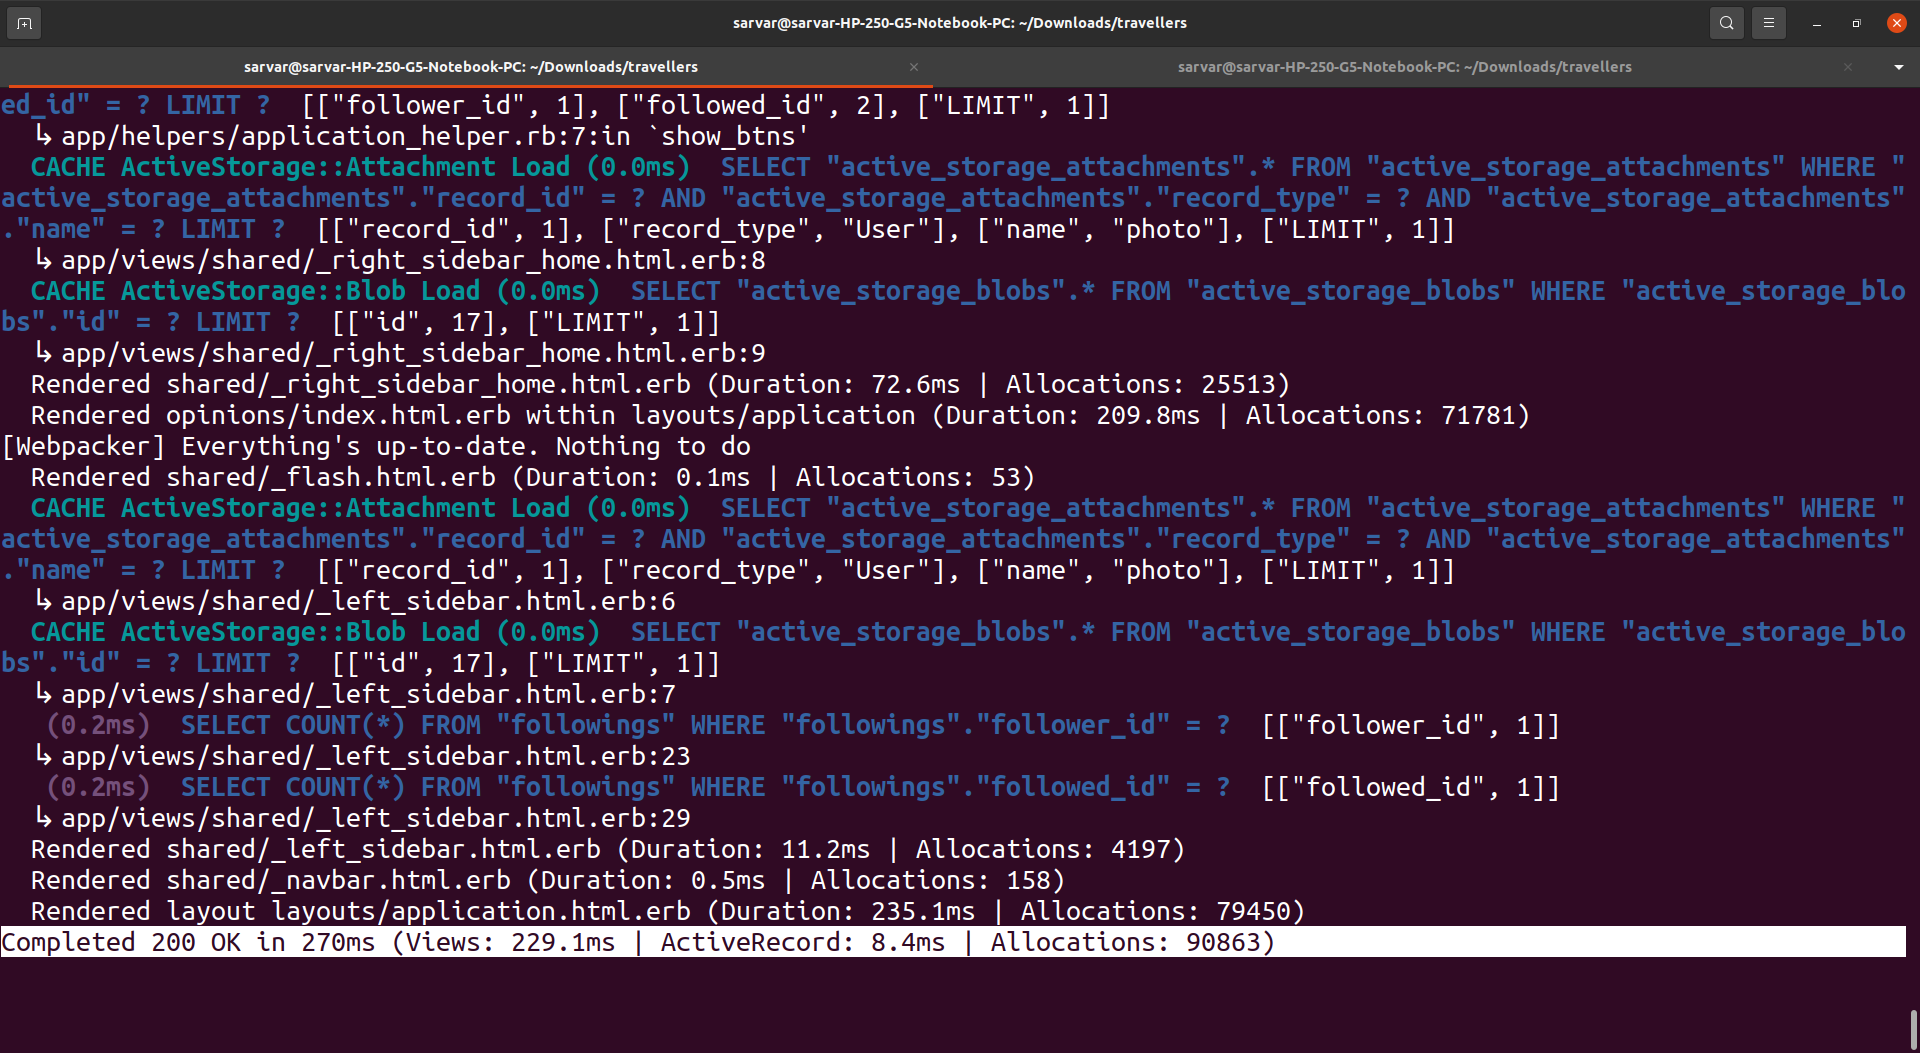 sarvar@sarvar-HP-250-G5-Notebook-PC: ~/Downloads/travellers
sarvar@sarvar-HP-250-G5-Notebook-PC: ~/Downloads/travellers
sarvar@sarvar-HP-250-G5-Notebook-PC: ~/Downloads/travellers
ed_id" = ? LIMIT ?  [["follower_id", 1], ["followed_id", 2], ["LIMIT", 1]]
  ↳ app/helpers/application_helper.rb:7:in `show_btns'
  CACHE ActiveStorage::Attachment Load (0.0ms)  SELECT "active_storage_attachments".* FROM "active_storage_attachments" WHERE "
active_storage_attachments"."record_id" = ? AND "active_storage_attachments"."record_type" = ? AND "active_storage_attachments"
."name" = ? LIMIT ?  [["record_id", 1], ["record_type", "User"], ["name", "photo"], ["LIMIT", 1]]
  ↳ app/views/shared/_right_sidebar_home.html.erb:8
  CACHE ActiveStorage::Blob Load (0.0ms)  SELECT "active_storage_blobs".* FROM "active_storage_blobs" WHERE "active_storage_blo
bs"."id" = ? LIMIT ?  [["id", 17], ["LIMIT", 1]]
  ↳ app/views/shared/_right_sidebar_home.html.erb:9
  Rendered shared/_right_sidebar_home.html.erb (Duration: 72.6ms | Allocations: 25513)
  Rendered opinions/index.html.erb within layouts/application (Duration: 209.8ms | Allocations: 71781)
[Webpacker] Everything's up-to-date. Nothing to do
  Rendered shared/_flash.html.erb (Duration: 0.1ms | Allocations: 53)
  CACHE ActiveStorage::Attachment Load (0.0ms)  SELECT "active_storage_attachments".* FROM "active_storage_attachments" WHERE "
active_storage_attachments"."record_id" = ? AND "active_storage_attachments"."record_type" = ? AND "active_storage_attachments"
."name" = ? LIMIT ?  [["record_id", 1], ["record_type", "User"], ["name", "photo"], ["LIMIT", 1]]
  ↳ app/views/shared/_left_sidebar.html.erb:6
  CACHE ActiveStorage::Blob Load (0.0ms)  SELECT "active_storage_blobs".* FROM "active_storage_blobs" WHERE "active_storage_blo
bs"."id" = ? LIMIT ?  [["id", 17], ["LIMIT", 1]]
  ↳ app/views/shared/_left_sidebar.html.erb:7
   (0.2ms)  SELECT COUNT(*) FROM "followings" WHERE "followings"."follower_id" = ?  [["follower_id", 1]]
  ↳ app/views/shared/_left_sidebar.html.erb:23
   (0.2ms)  SELECT COUNT(*) FROM "followings" WHERE "followings"."followed_id" = ?  [["followed_id", 1]]
  ↳ app/views/shared/_left_sidebar.html.erb:29
  Rendered shared/_left_sidebar.html.erb (Duration: 11.2ms | Allocations: 4197)
  Rendered shared/_navbar.html.erb (Duration: 0.5ms | Allocations: 158)
  Rendered layout layouts/application.html.erb (Duration: 235.1ms | Allocations: 79450)
Completed 200 OK in 270ms (Views: 229.1ms | ActiveRecord: 8.4ms | Allocations: 90863)